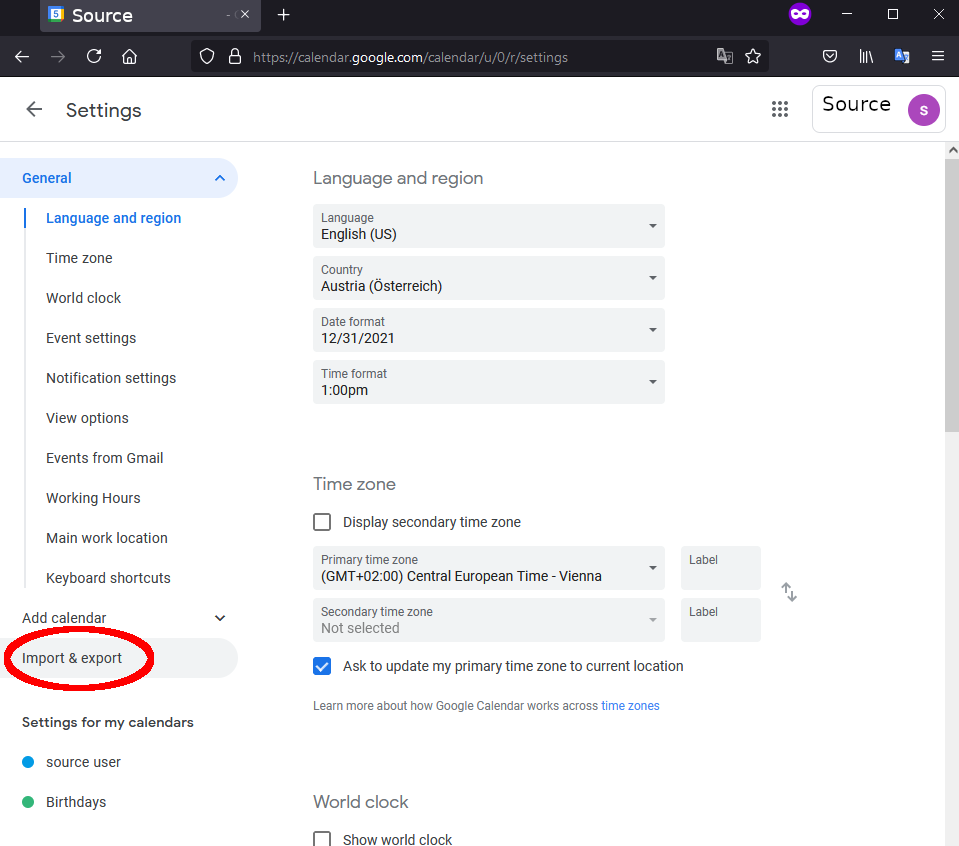 5 Source
https://calendar.google.com/calendar/u/0/r/settings
Settings
Source S
General
Language and region
Time zone
World clock
Event settings
Notification settings
View options
Events from Gmail
Working Hours
Main work location
Keyboard shortcuts
Add calendar
Import & export
Settings for my calendars
source user
Birthdays
Language and region
Language
English (US)
Country
Austria (Österreich)
Date format
12/31/2021
Time format
1:00pm
Time zone
Display secondary time zone
Primary time zone
(GMT+02:00) Central European Time - Vienna
Label
Secondary time zone
Not selected
Label
Ask to update my primary time zone to current location
Learn more about how Google Calendar works across time zones
World clock
Show world clock